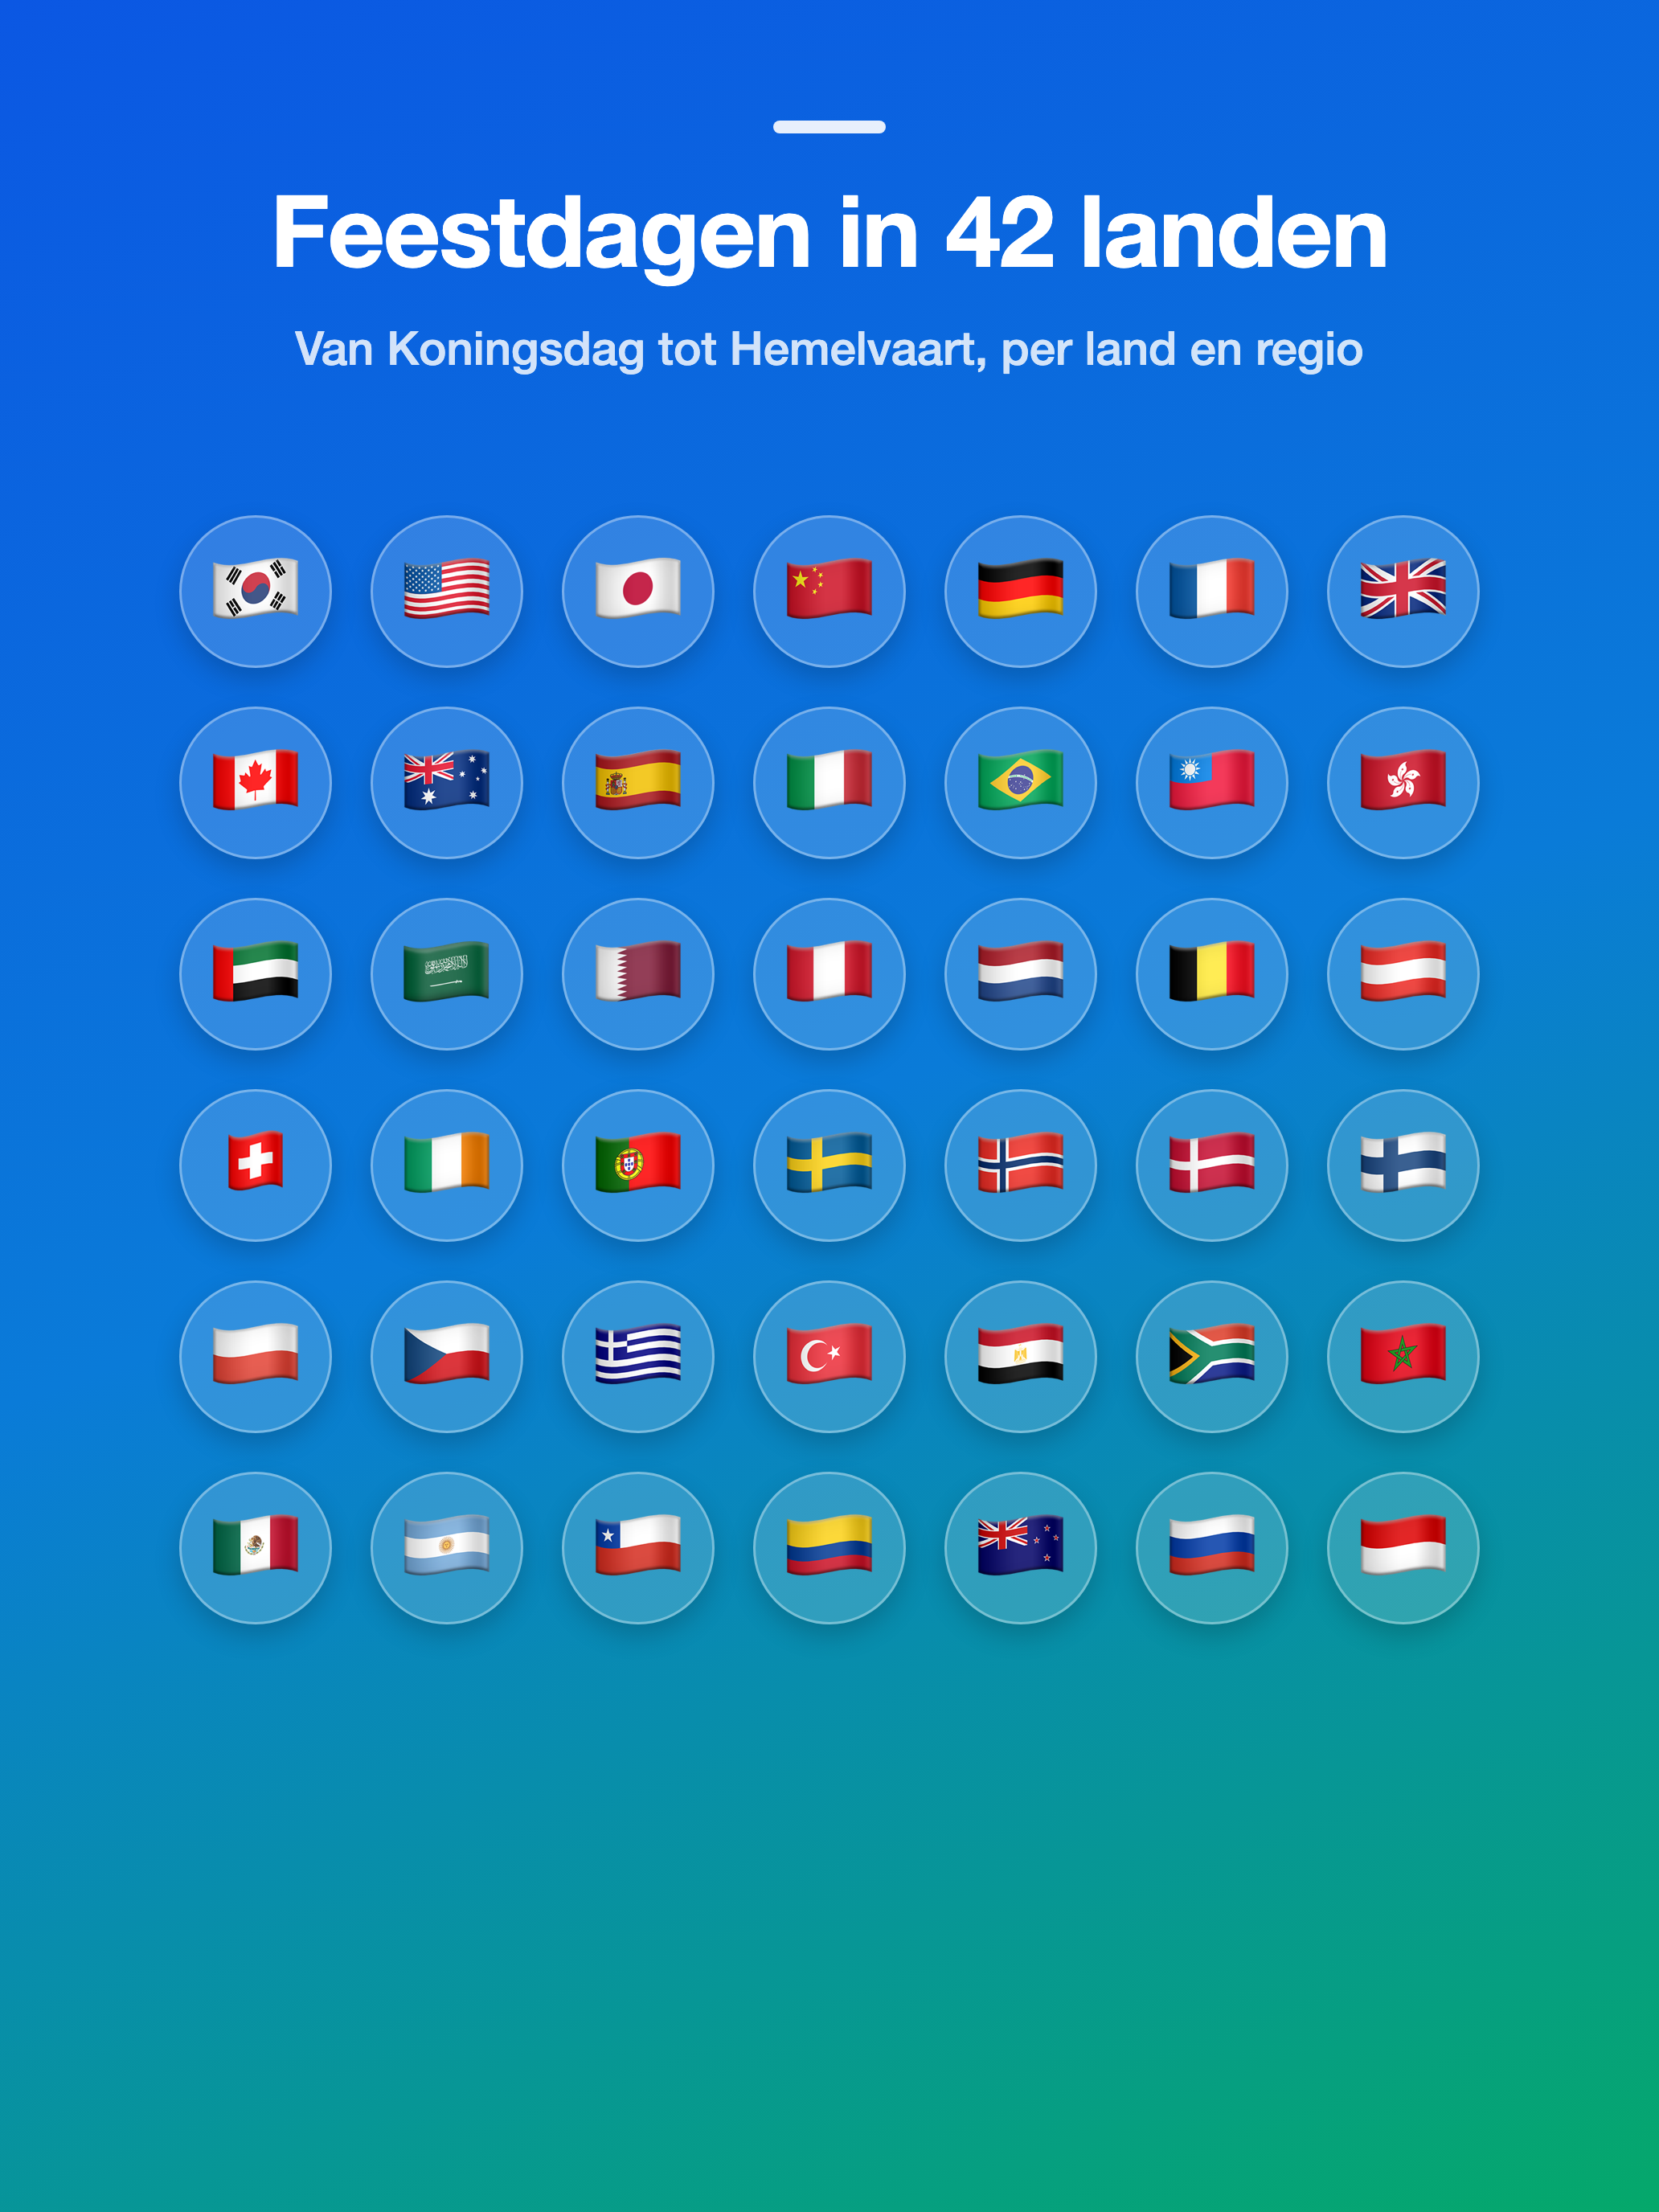 Feestdagen in 42 landen
Van Koningsdag tot Hemelvaart, per land en regio